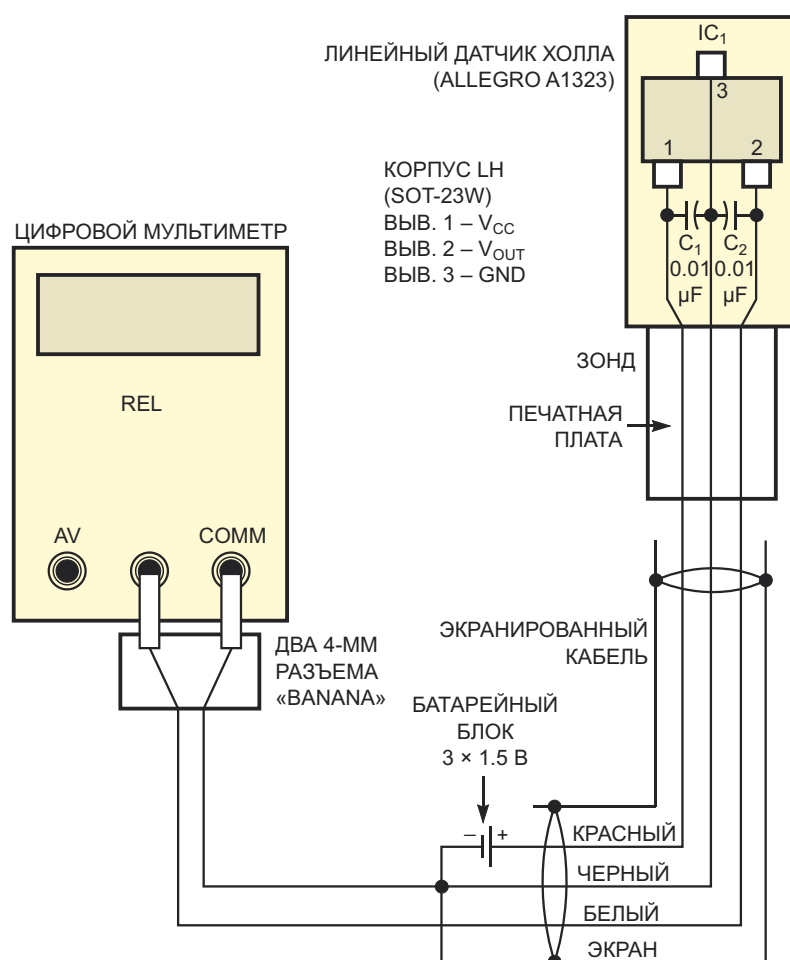 ЛИНЕЙНЫЙ ДАТЧИК ХОЛЛА
(ALLEGRO A1323)
IC1
3
1
2
КОРПУС LH
(SOT-23W)
ВЫВ. 1 – VCC
ВЫВ. 2 – VOUT
ВЫВ. 3 – GND
C1
0.01
µF
C2
0.01
µF
ЦИФРОВОЙ МУЛЬТИМЕТР
REL
AV
COMM
ЗОНД
ПЕЧАТНАЯ
ПЛАТА
ДВА 4-ММ
РАЗЪЕМА
«BANANA»
ЭКРАНИРОВАННЫЙ
КАБЕЛЬ
БАТАРЕЙНЫЙ
БЛОК
3 × 1.5 В
– +
КРАСНЫЙ
ЧЕРНЫЙ
БЕЛЫЙ
ЭКРАН